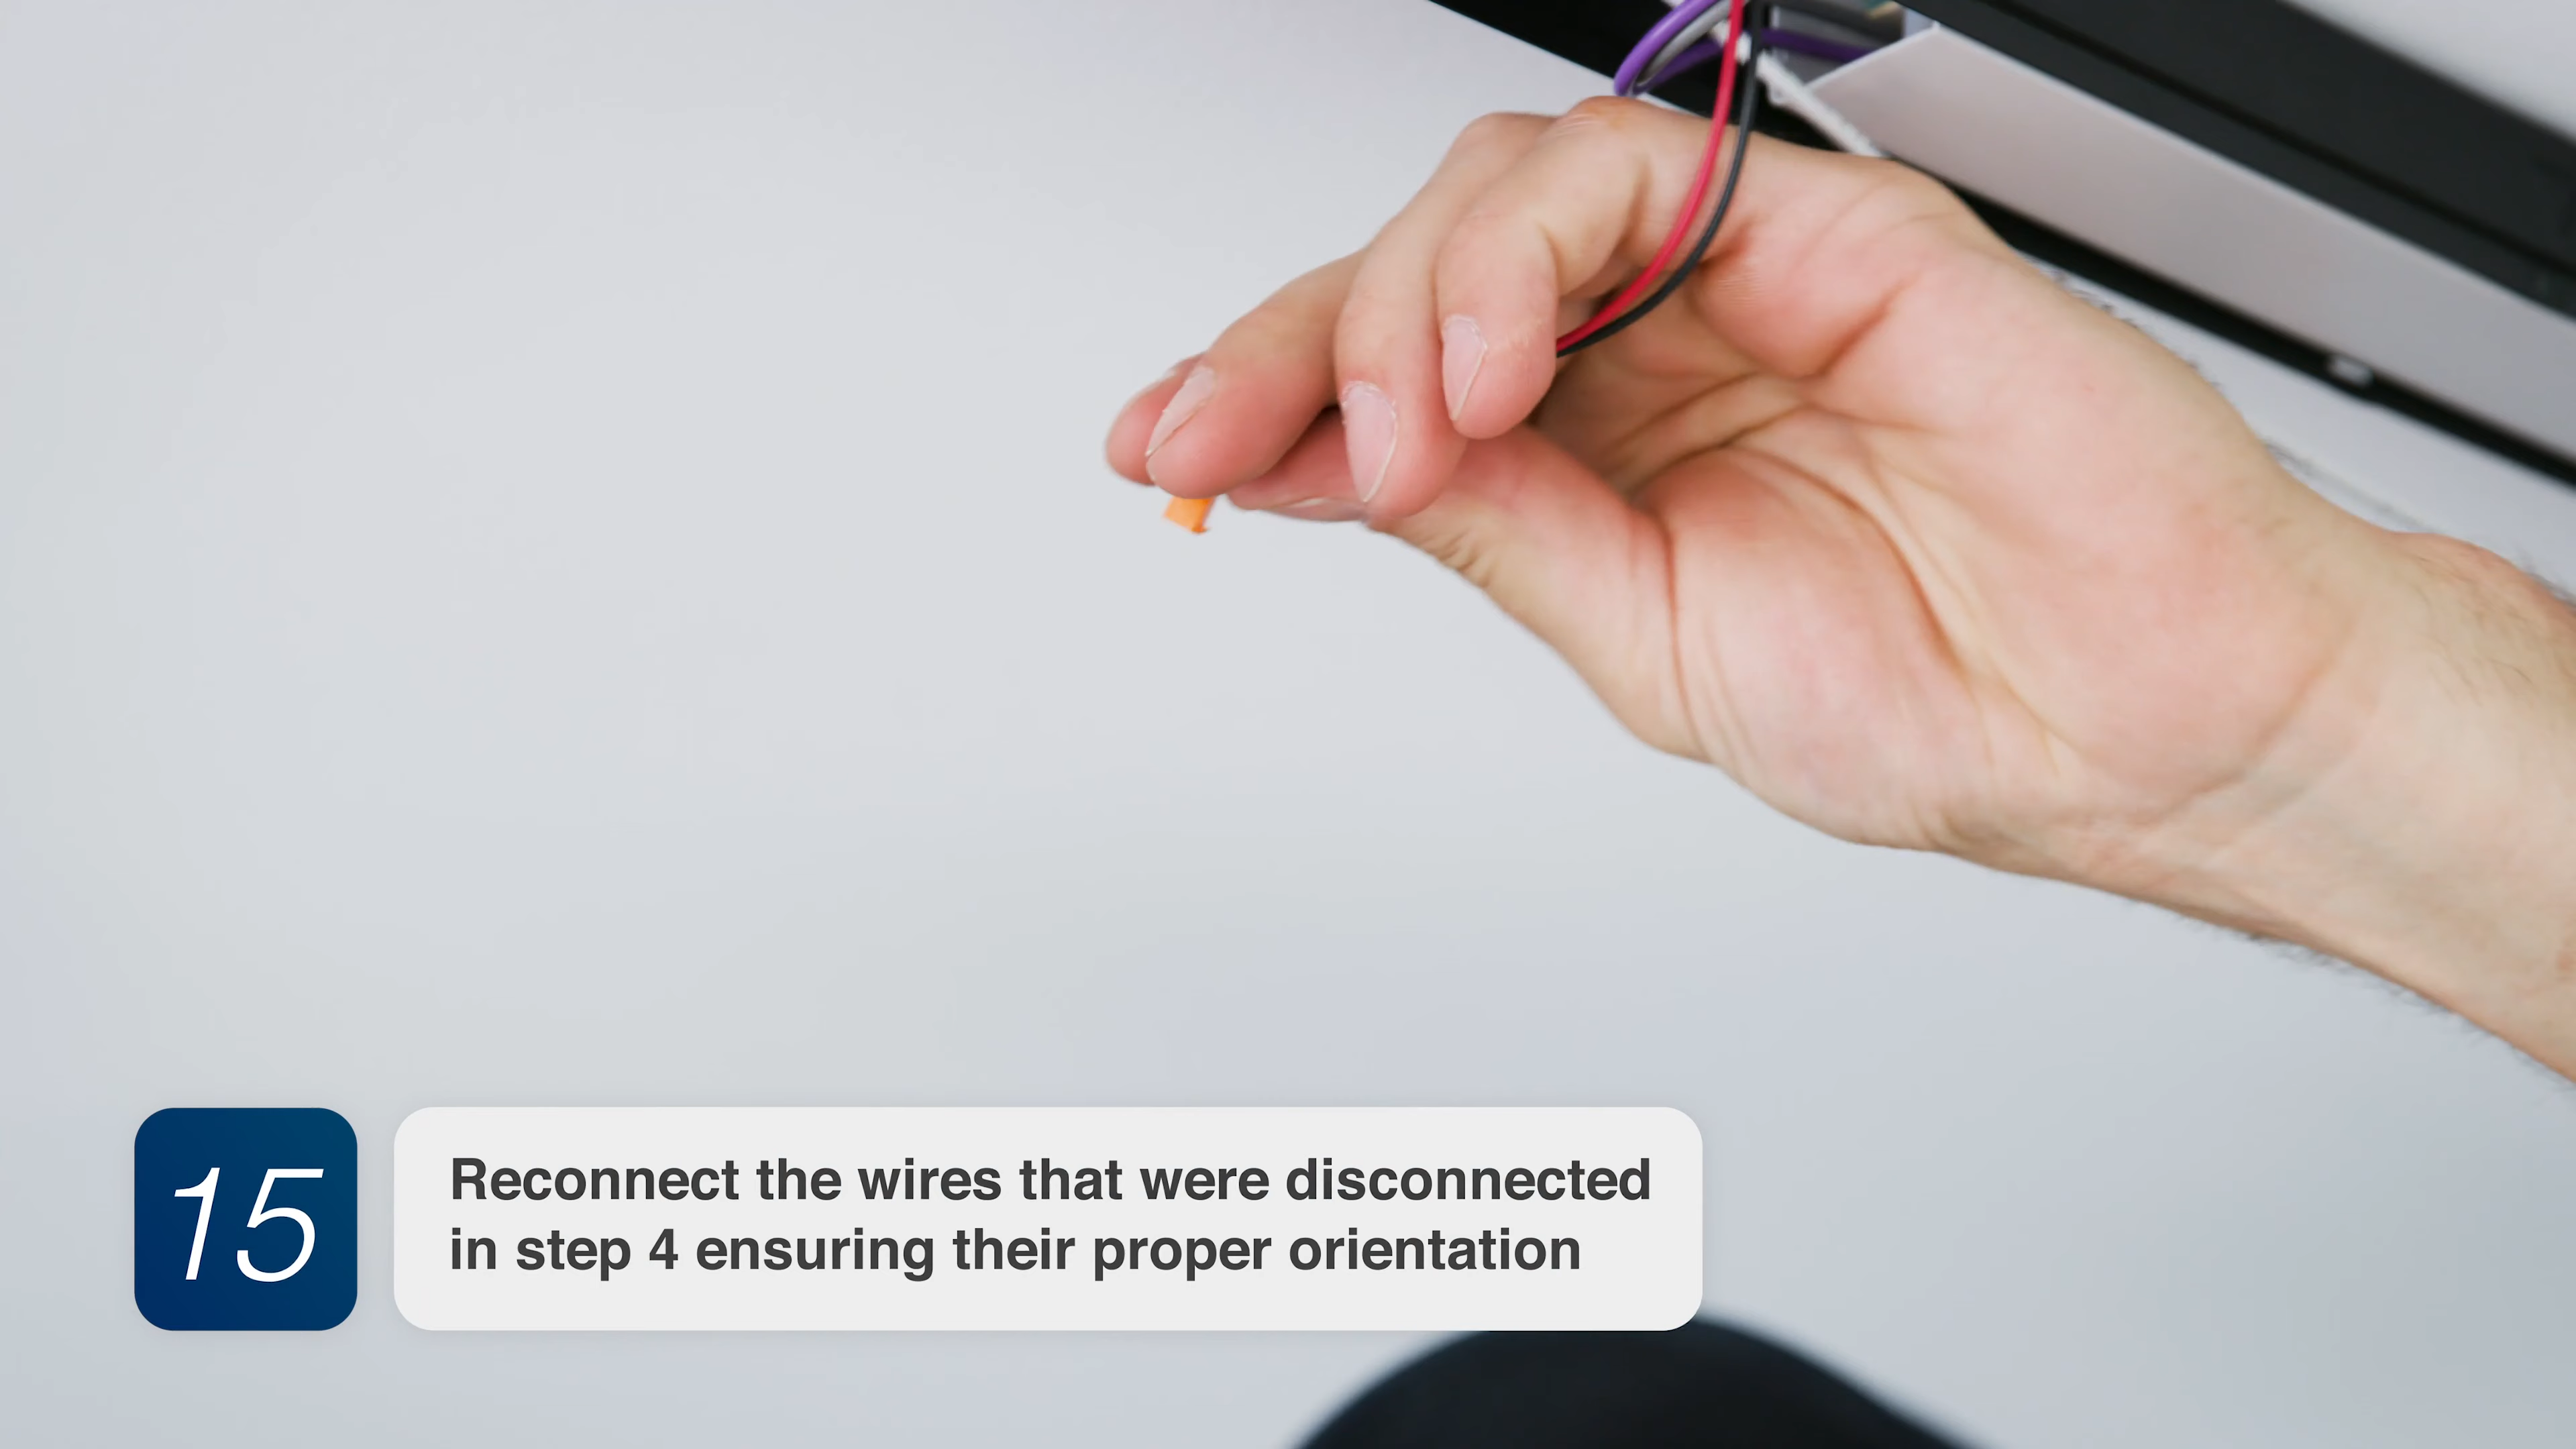 15
Reconnect the wires that were disconnected
in step 4 ensuring their proper orientation